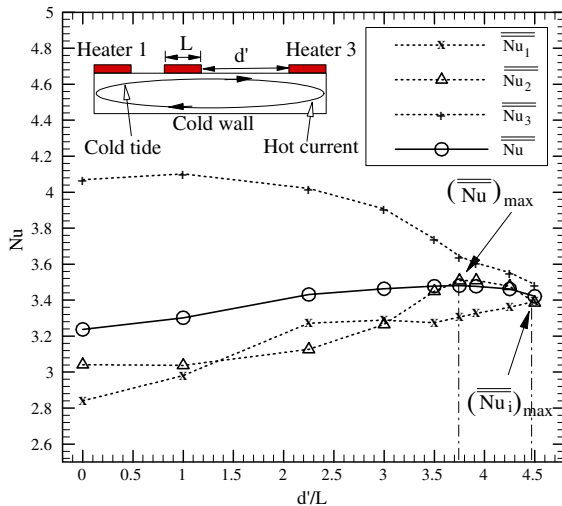 5
4.8
4.6
4.4
4.2
4
3.8
3.6
3.4
3.2
3
2.8
2.6
Nu
Heater 1
L
d'
Heater 3
Cold wall
Cold tide
Hot current
Nu1
Nu2
Nu3
Nu
(Nu)max
(Nui)max
0 0.5 1 1.5 2 2.5 3 3.5 4 4.5
d'/L